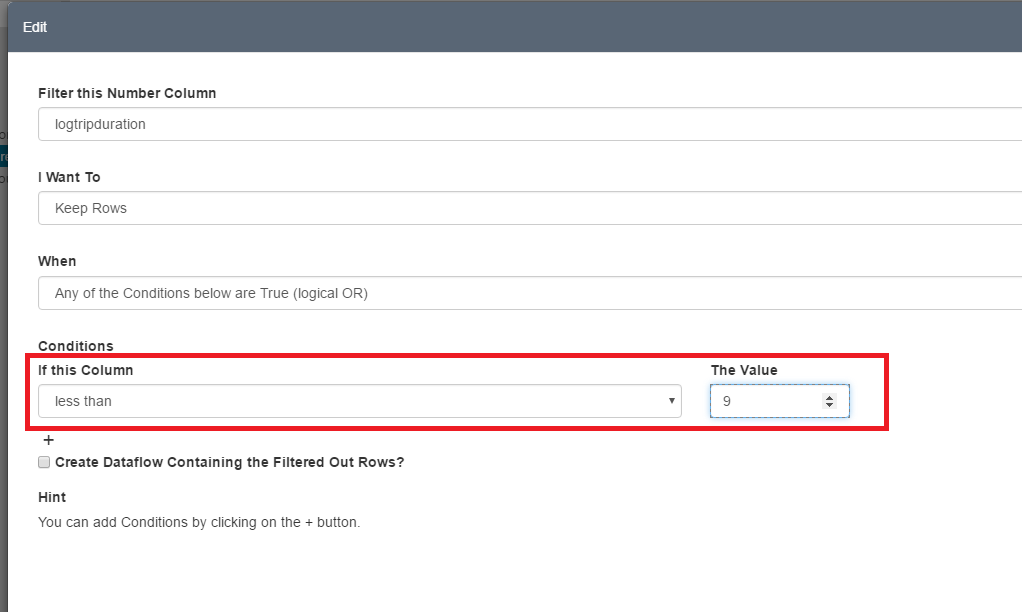 Edit
Filter this Number Column
logtripduration
I Want To
Keep Rows
When
Any of the Conditions below are True (logical OR)
Conditions
If this Column The Value
less than 9
+
Create Dataflow Containing the Filtered Out Rows?
Hint
You can add Conditions by clicking on the + button.